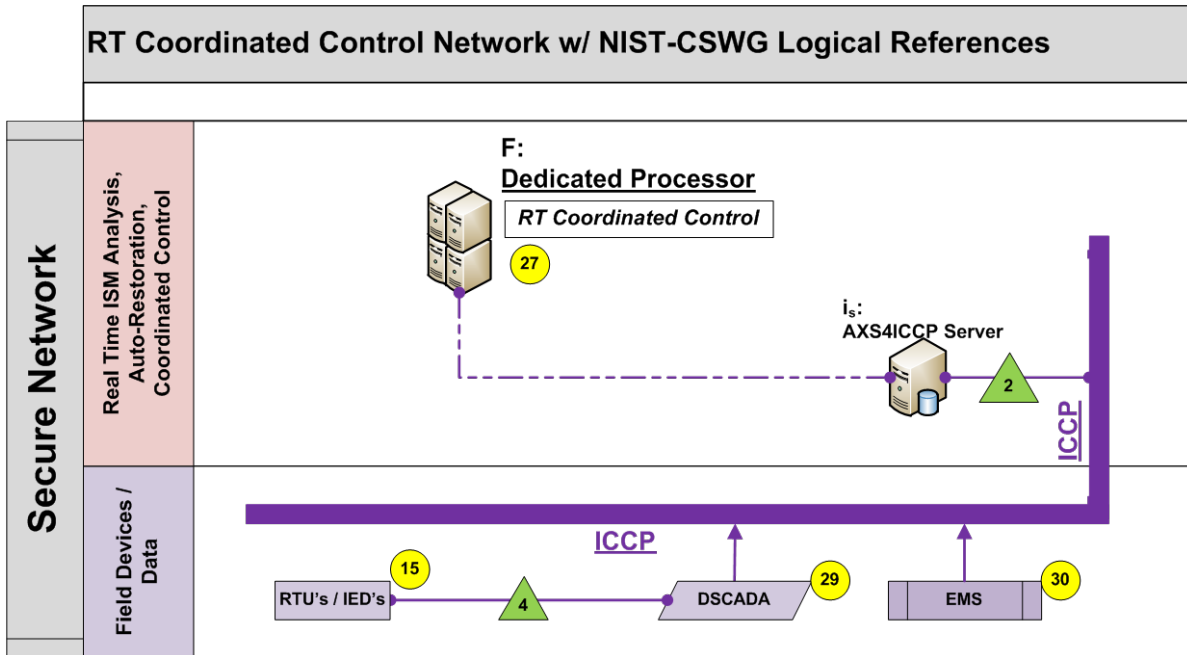 RT Coordinated Control Network w/ NIST-CSWG Logical References
Secure Network
Real Time ISM Analysis,
Auto-Restoration,
Coordinated Control
F:
Dedicated Processor
RT Coordinated Control
27
is:
AXS4ICCP Server
2
ICCP
Field Devices /
Data
ICCP
RTU's / IED's
15
4
DSCADA
29
EMS
30